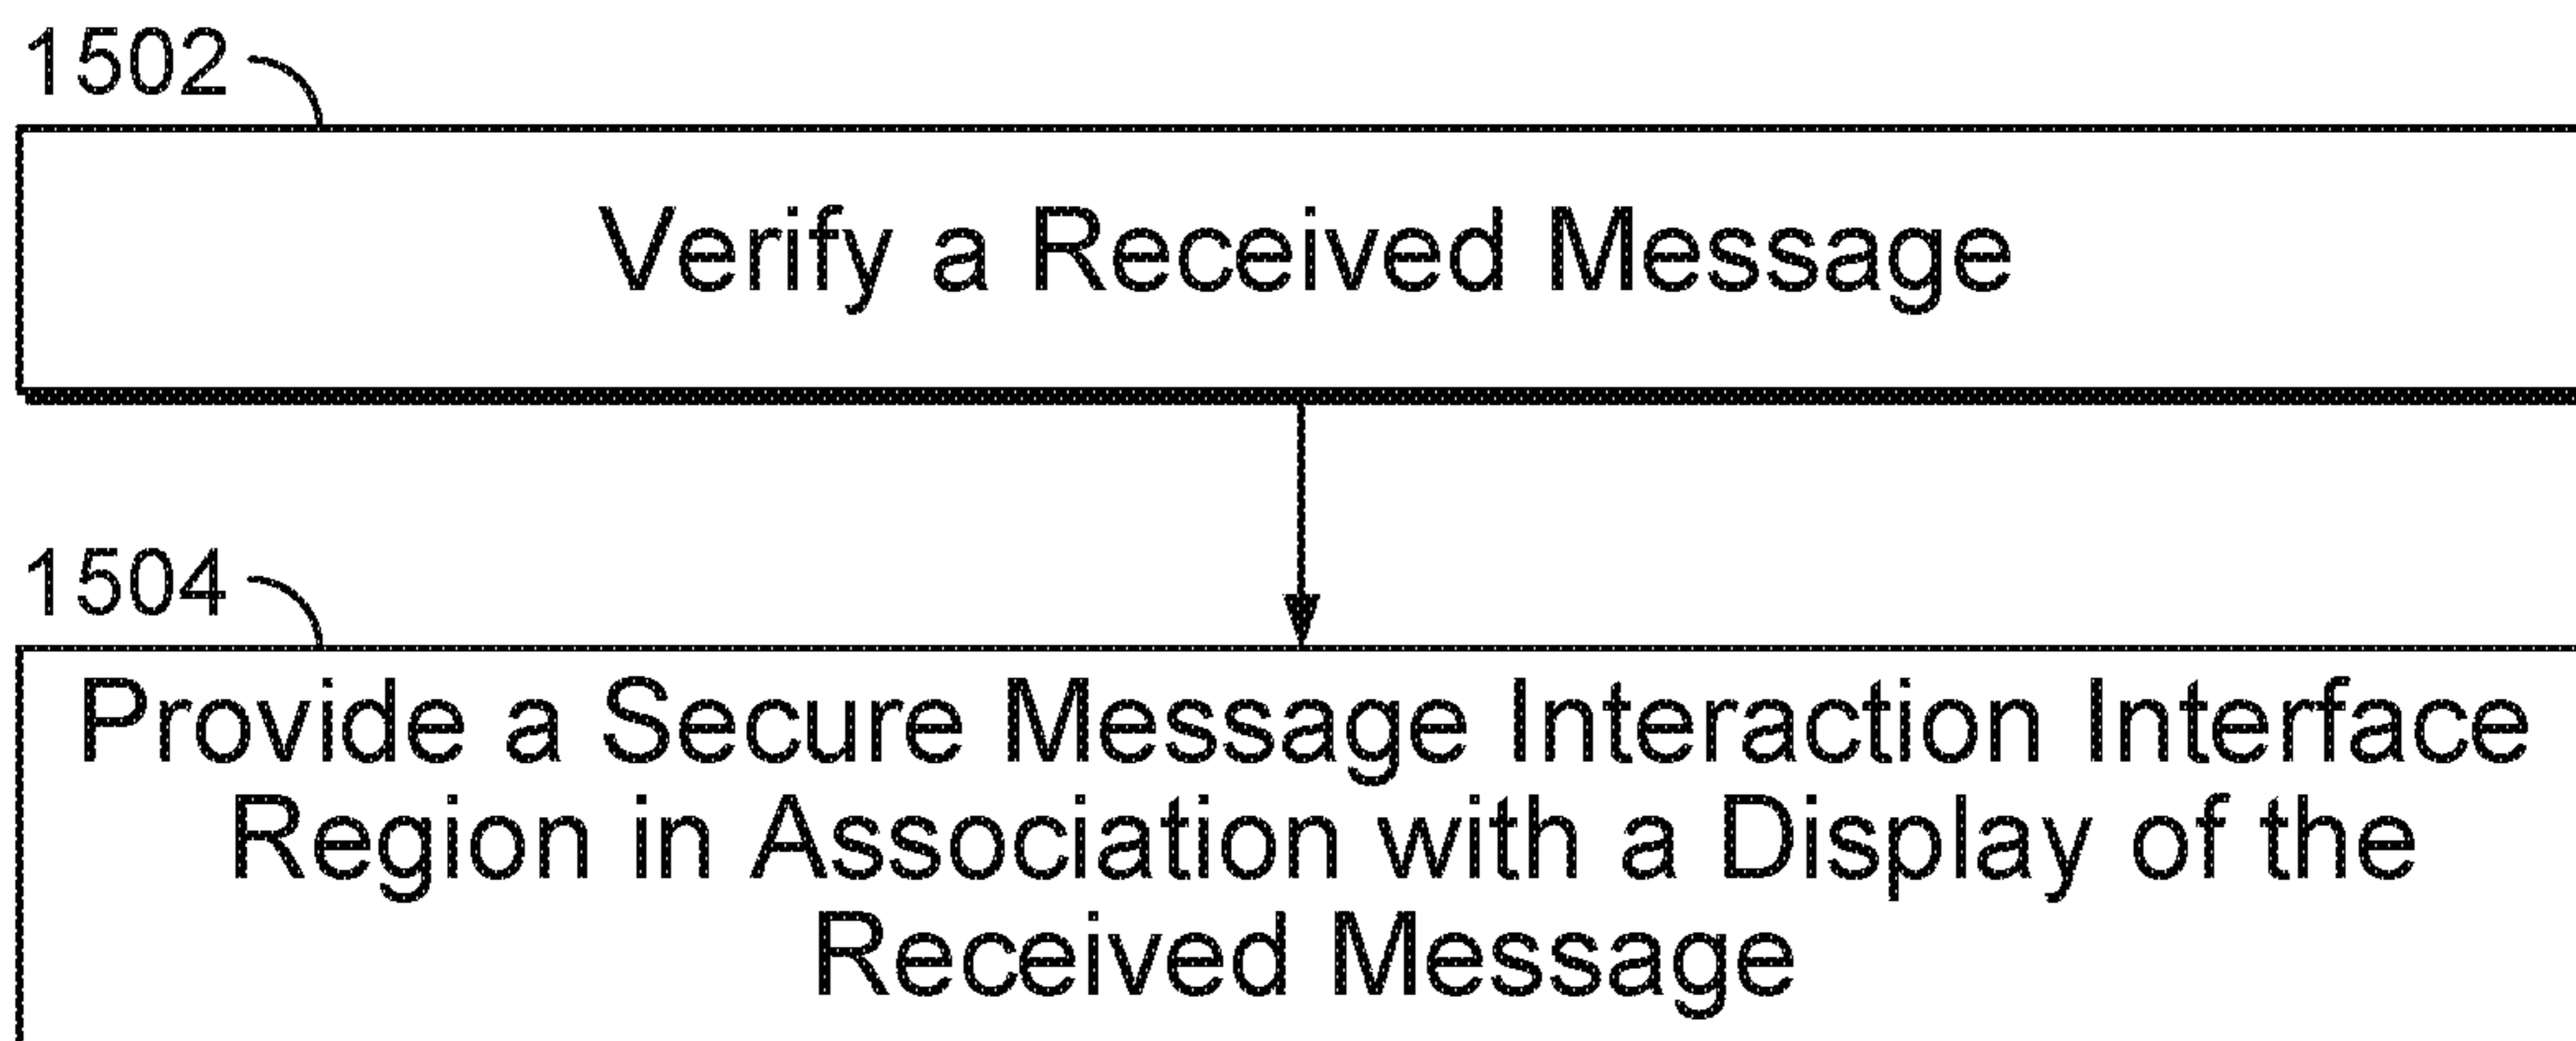 1502
Verify a Received Message
1504
Provide a Secure Message Interaction Interface
Region in Association with a Display of the
Received Message